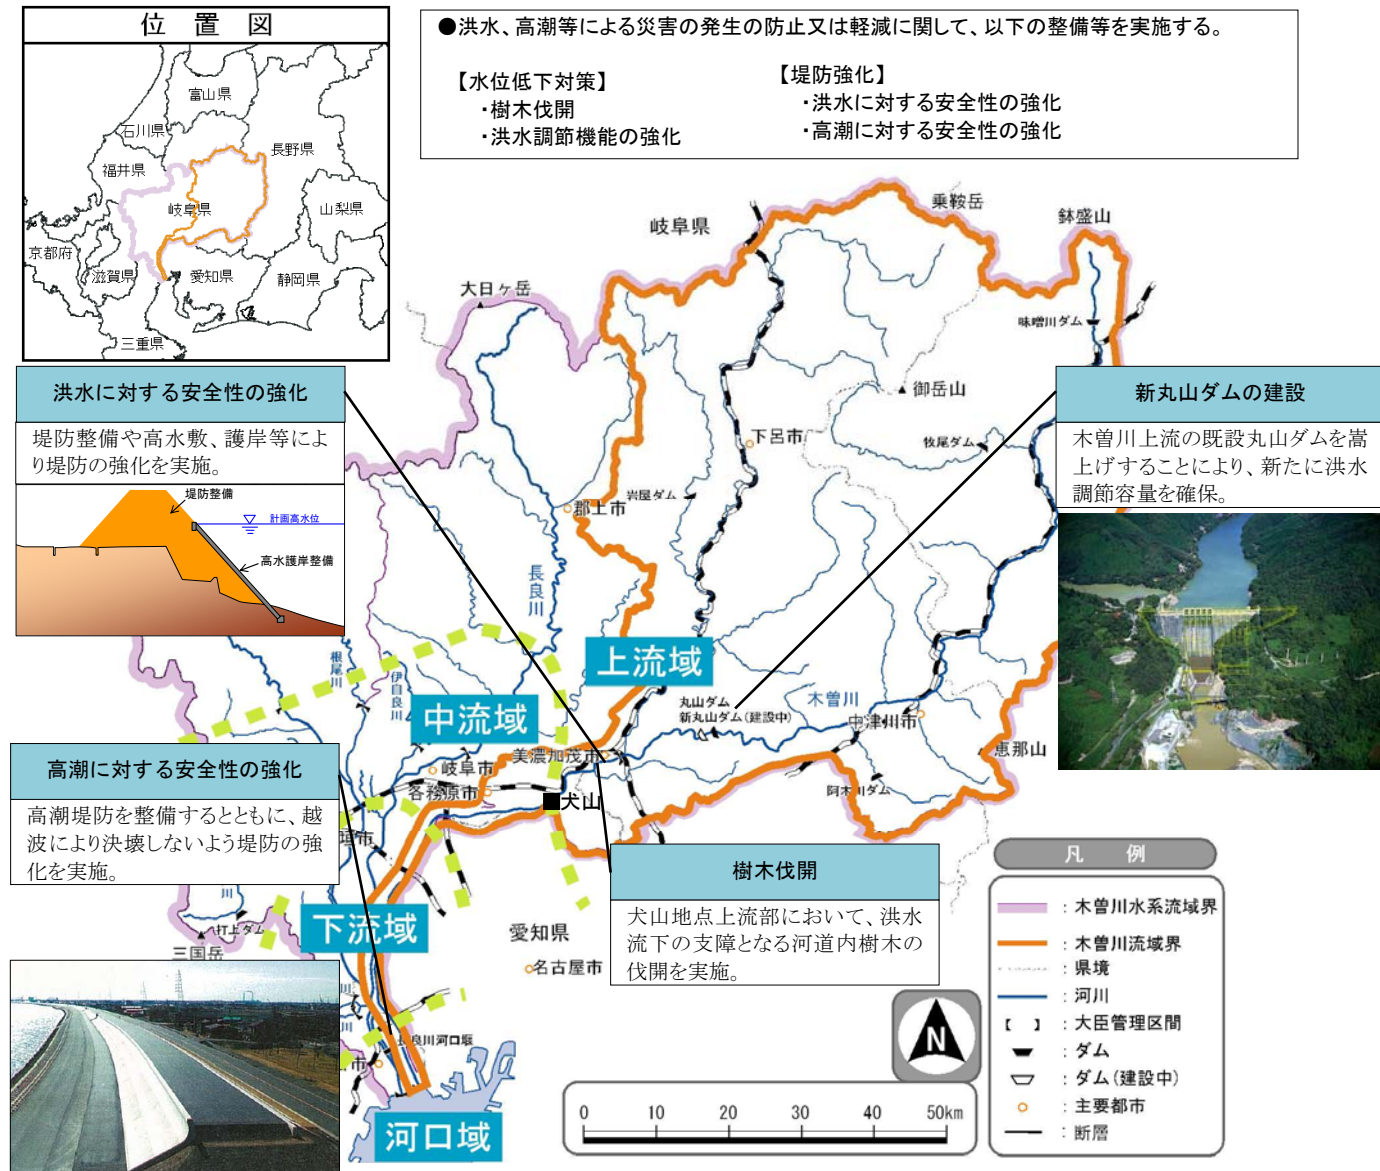 位 置 図
富山県
石川県
長野県
福井県
岐阜県
山梨県
京都府
滋賀県
愛知県
静岡県
三重県
●洪水、高潮等による災害の発生の防止又は軽減に関して、以下の整備等を実施する。
【水位低下対策】
・樹木伐開
・洪水調節機能の強化
【堤防強化】
・洪水に対する安全性の強化
・高潮に対する安全性の強化
岐阜県
乗鞍岳
鉢盛山
大日ヶ岳
味噌川ダム
御岳山
下呂市
牧尾ダム
岩屋ダム
郡上市
長良川
洪水に対する安全性の強化
堤防整備や高水敷、護岸等によ
り堤防の強化を実施。
堤防整備
計画高水位
高水護岸整備
新丸山ダムの建設
木曽川上流の既設丸山ダムを嵩
上げすることにより、新たに洪水
調節容量を確保。
根尾川
伊自良川
上流域
中流域
丸山ダム
新丸山ダム(建設中)
木曽川
中津川市
恵那山
美濃加茂市
岐阜市
各務原市
犬山
阿木川ダム
垣市
高潮に対する安全性の強化
高潮堤防を整備するとともに、越
波により決壊しないよう堤防の強
化を実施。
樹木伐開
犬山地点上流部において、洪水
流下の支障となる河道内樹木の
伐開を実施。
川
打上ダム
三国岳
下流域
愛知県
名古屋市
川
川
長良川河口堰
市
河口域
凡 例
：木曽川水系流域界
：木曽川流域界
：県境
：河川
【 】：大臣管理区間
：ダム
：ダム(建設中)
：主要都市
：断層
N
0 10 20 30 40 50km